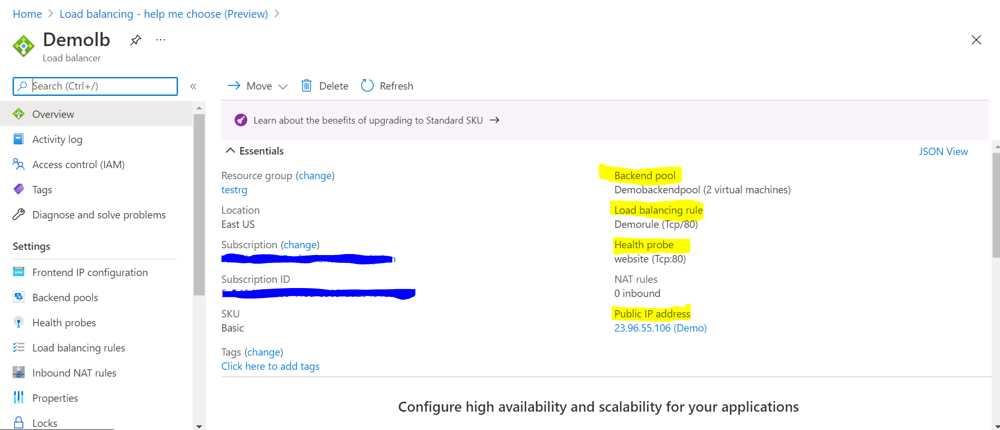 Home > Load balancing - help me choose (Preview) >
Demolb ...
Load balancer
Search (Ctrl+/) «
Overview
Activity log
Access control (IAM)
Tags
Diagnose and solve problems
Settings
Frontend IP configuration
Backend pools
Health probes
Load balancing rules
Inbound NAT rules
Properties
Locks
Move Delete Refresh
Learn about the benefits of upgrading to Standard SKU →
Essentials
JSON View
Resource group (change)
testrg
Location
East US
Subscription (change)
Subscription ID
SKU
Basic
Tags (change)
Click here to add tags
Backend pool
Demobackendpool (2 virtual machines)
Load balancing rule
Demorule (Tcp/80)
Health probe
website (Tcp:80)
NAT rules
0 inbound
Public IP address
23.96.55.106 (Demo)
Configure high availability and scalability for your applications